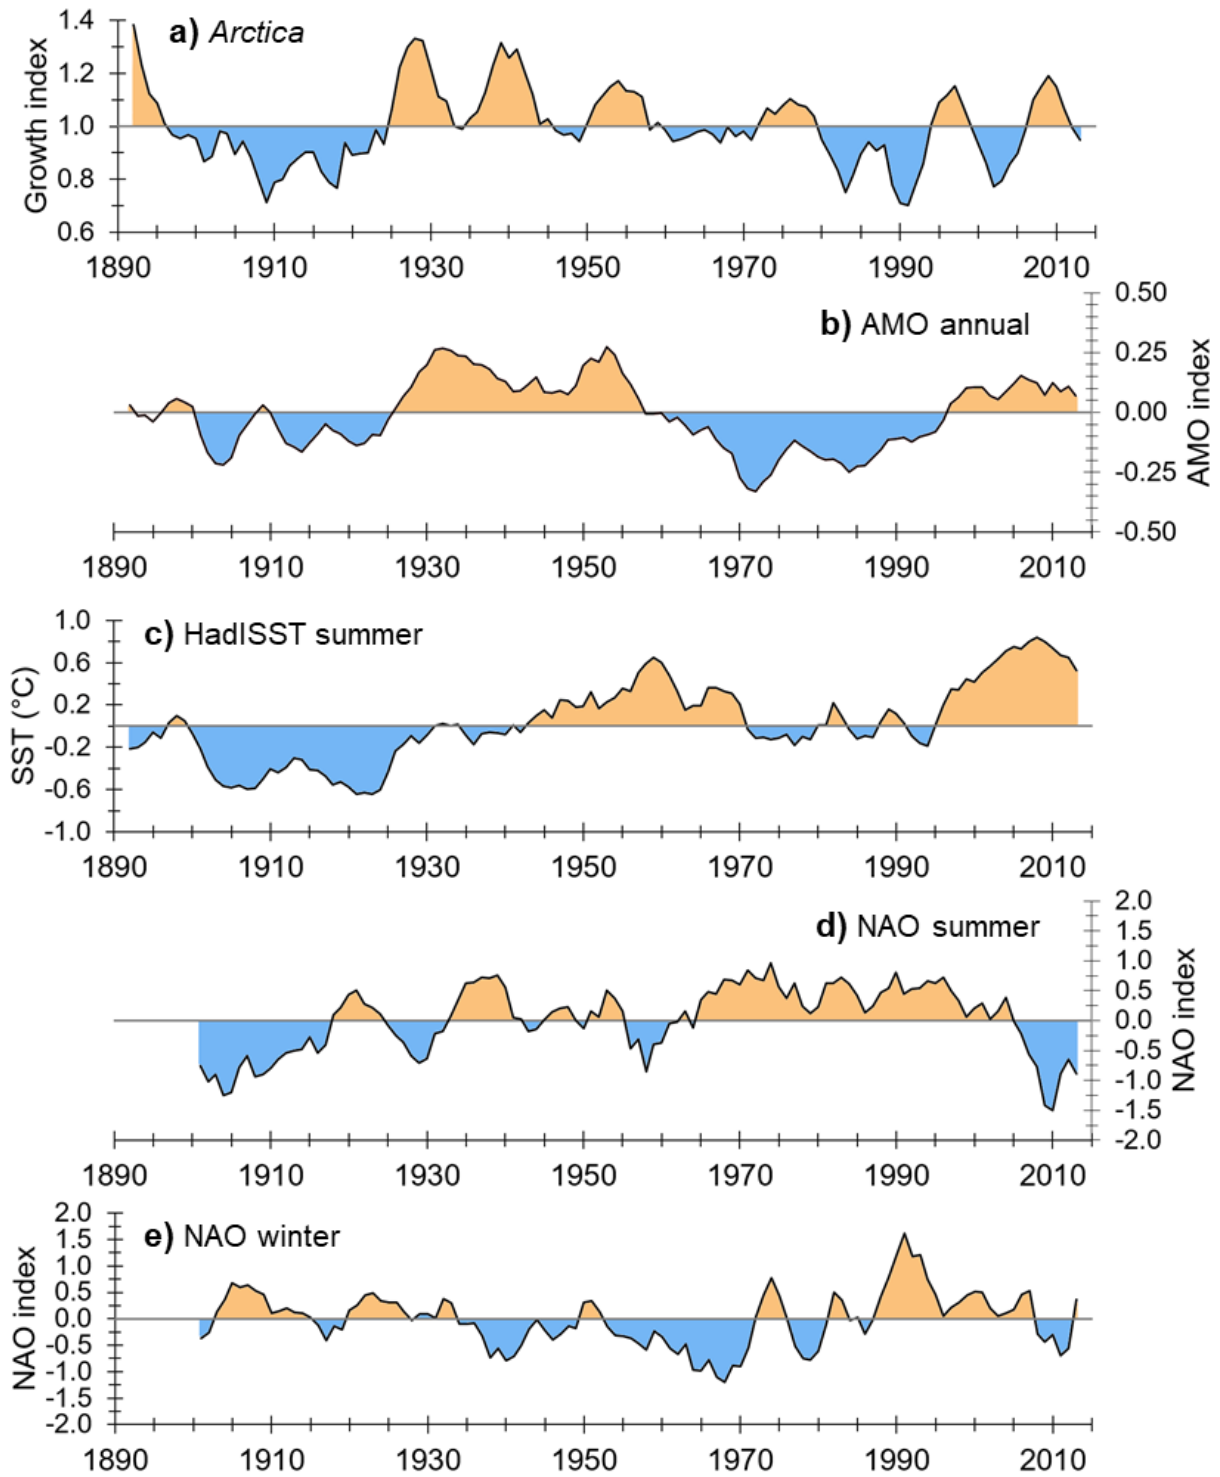 a) Arctica
Growth index
1.4
1.2
1.0
0.8
0.6
1890 1910 1930 1950 1970 1990 2010
b) AMO annual
AMO index
0.50
0.25
0.00
-0.25
-0.50
1890 1910 1930 1950 1970 1990 2010
c) HadISST summer
SST (°C)
1.0
0.6
0.2
-0.2
-0.6
-1.0
1890 1910 1930 1950 1970 1990 2010
d) NAO summer
NAO index
2.0
1.5
1.0
0.5
0.0
-0.5
-1.0
-1.5
-2.0
1890 1910 1930 1950 1970 1990 2010
e) NAO winter
NAO index
2.0
1.5
1.0
0.5
0.0
-0.5
-1.0
-1.5
-2.0
1890 1910 1930 1950 1970 1990 2010